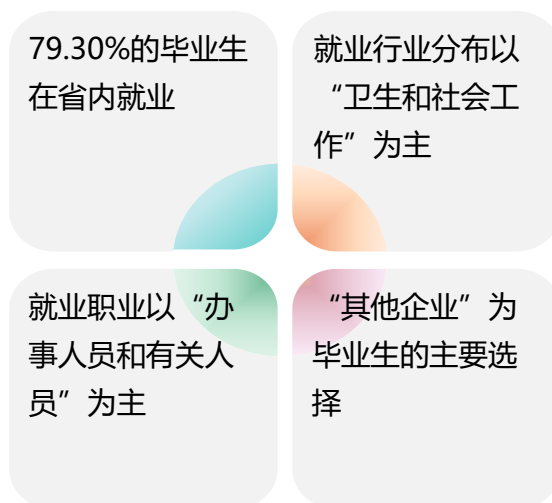 79.30%的毕业生
在省内就业
就业行业分布以
“卫生和社会工
作”为主
就业职业以“办
事人员和有关人
员”为主
“其他企业”为
毕业生的主要选
择